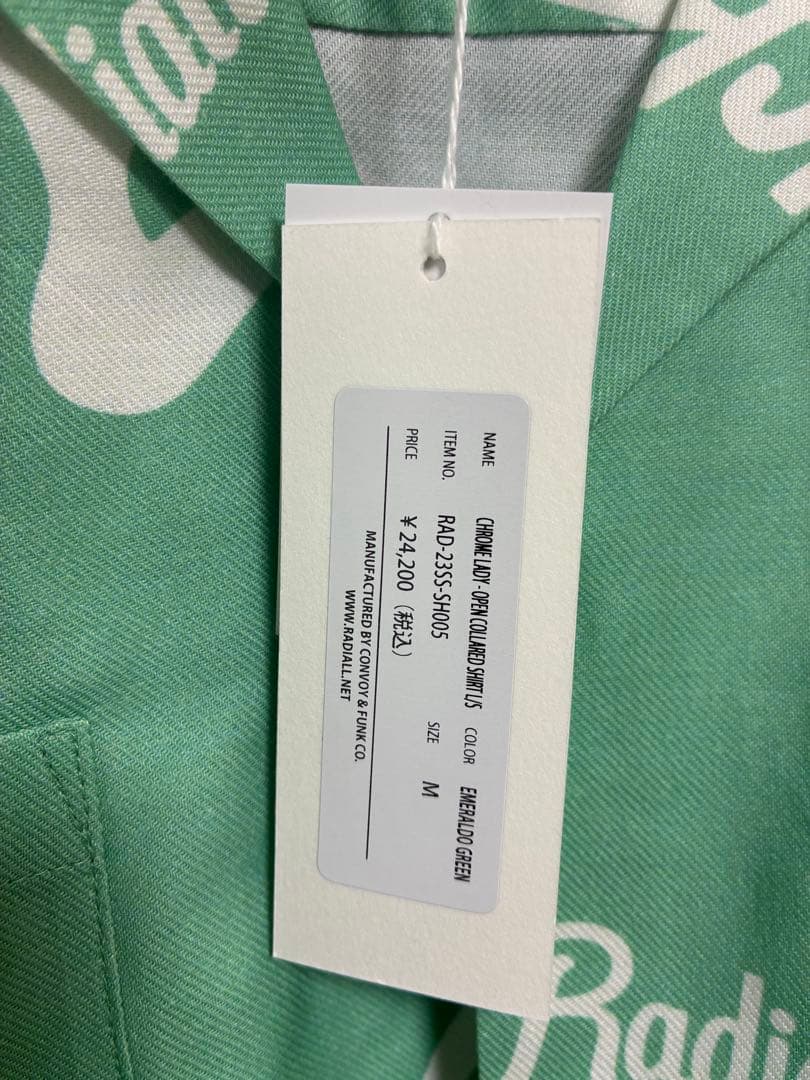 NAME CHROME LADY - OPEN COLLARED SHIRT L/S COLOR EMERALDO GREEN
ITEM NO. RAD-23SS-SH005 SIZE M
PRICE ¥ 24,200 (税込)
MANUFACTURED BY CONVOY & FUNK CO.
WWW.RADIALL.NET
Radi